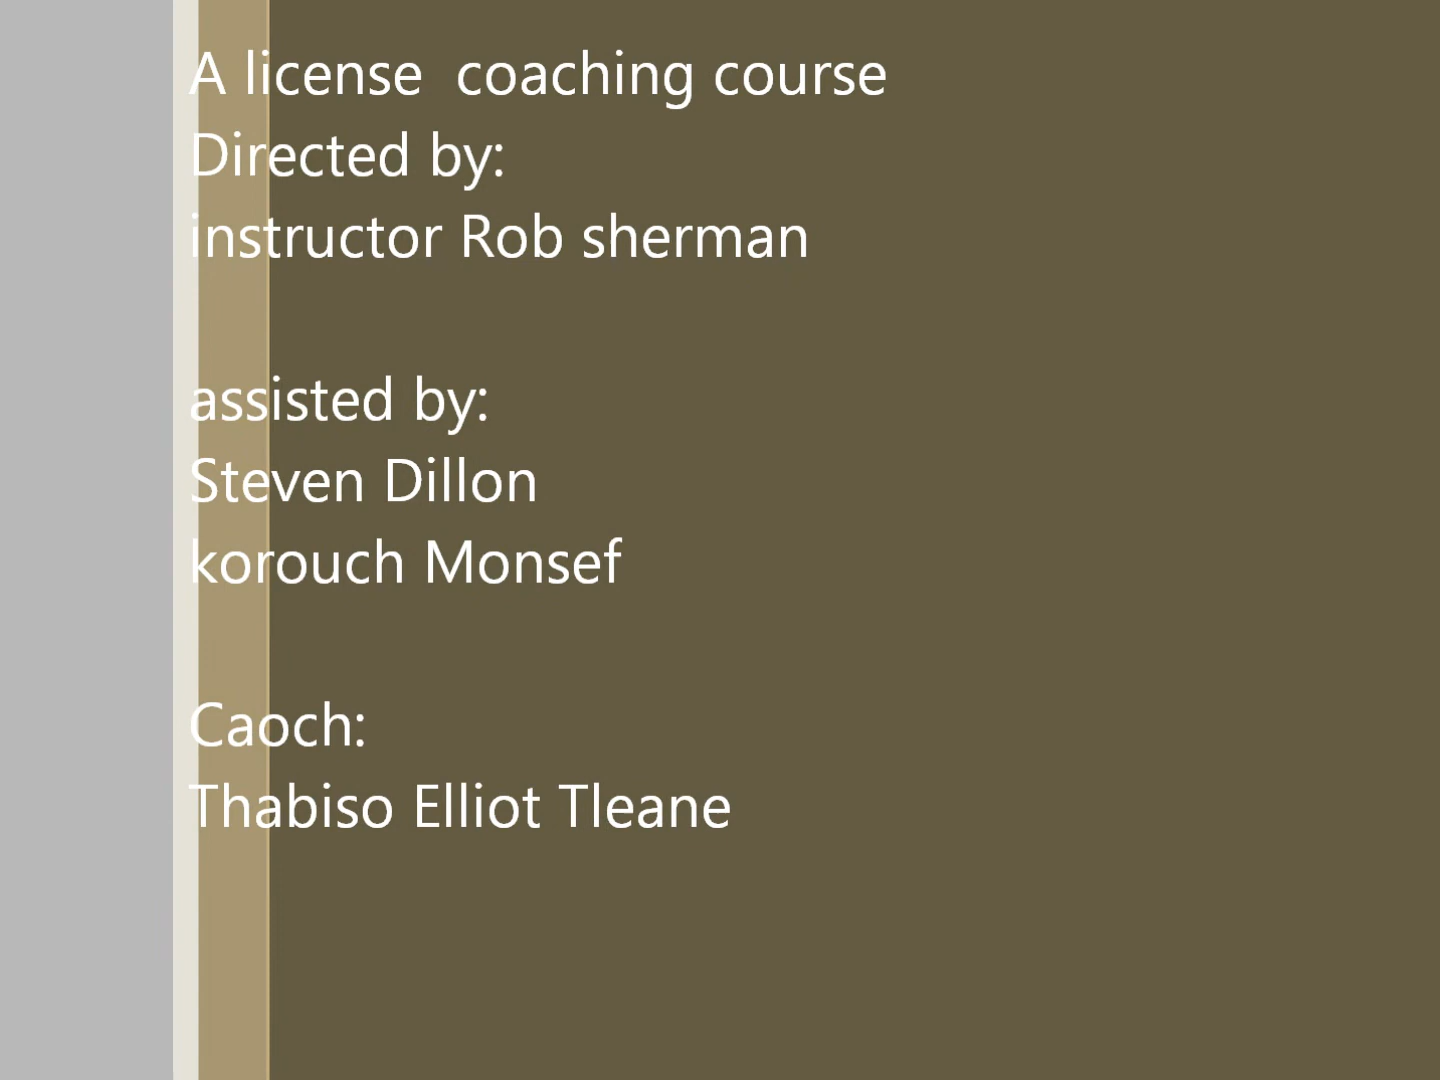 A license  coaching course
Directed by:
instructor Rob sherman
assisted by:
Steven Dillon
korouch Monsef
Caoch:
Thabiso Elliot Tleane